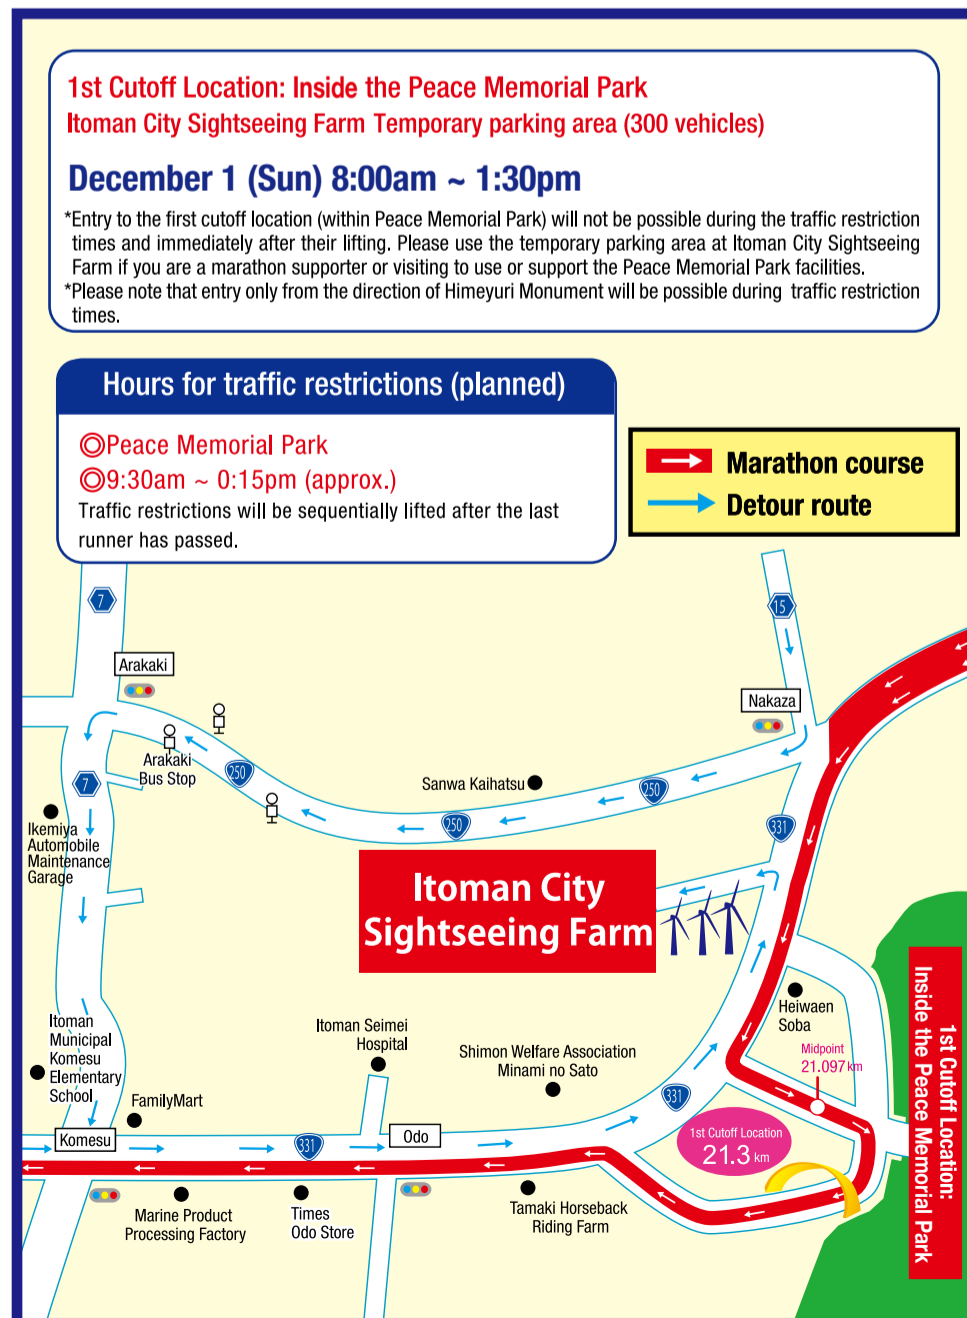 1st Cutoff Location: Inside the Peace Memorial Park
Itoman City Sightseeing Farm Temporary parking area (300 vehicles)
December 1 (Sun) 8:00am ~ 1:30pm
*Entry to the first cutoff location (within Peace Memorial Park) will not be possible during the traffic restriction
times and immediately after their lifting. Please use the temporary parking area at Itoman City Sightseeing
Farm if you are a marathon supporter or visiting to use or support the Peace Memorial Park facilities.
*Please note that entry only from the direction of Himeyuri Monument will be possible during traffic restriction
times.
Hours for traffic restrictions (planned)
◎Peace Memorial Park
◎9:30am ~ 0:15pm (approx.)
Traffic restrictions will be sequentially lifted after the last
runner has passed.
Marathon course
Detour route
7
15
Arakaki
Nakaza
Arakaki
Bus Stop
250
Sanwa Kaihatsu
250
7
250
331
Ikemiya
Automobile
Maintenance
Garage
Itoman City
Sightseeing Farm
Heiwaen
Soba
1st Cutoff Location:
Inside the Peace Memorial Park
Itoman
Municipal
Komesu
Elementary
School
Itoman Seimei
Hospital
Shimon Welfare Association
Minami no Sato
Midpoint
21.097km
FamilyMart
331
Komesu
331
Odo
1st Cutoff Location
21.3 km
Marine Product
Processing Factory
Times
Odo Store
Tamaki Horseback
Riding Farm